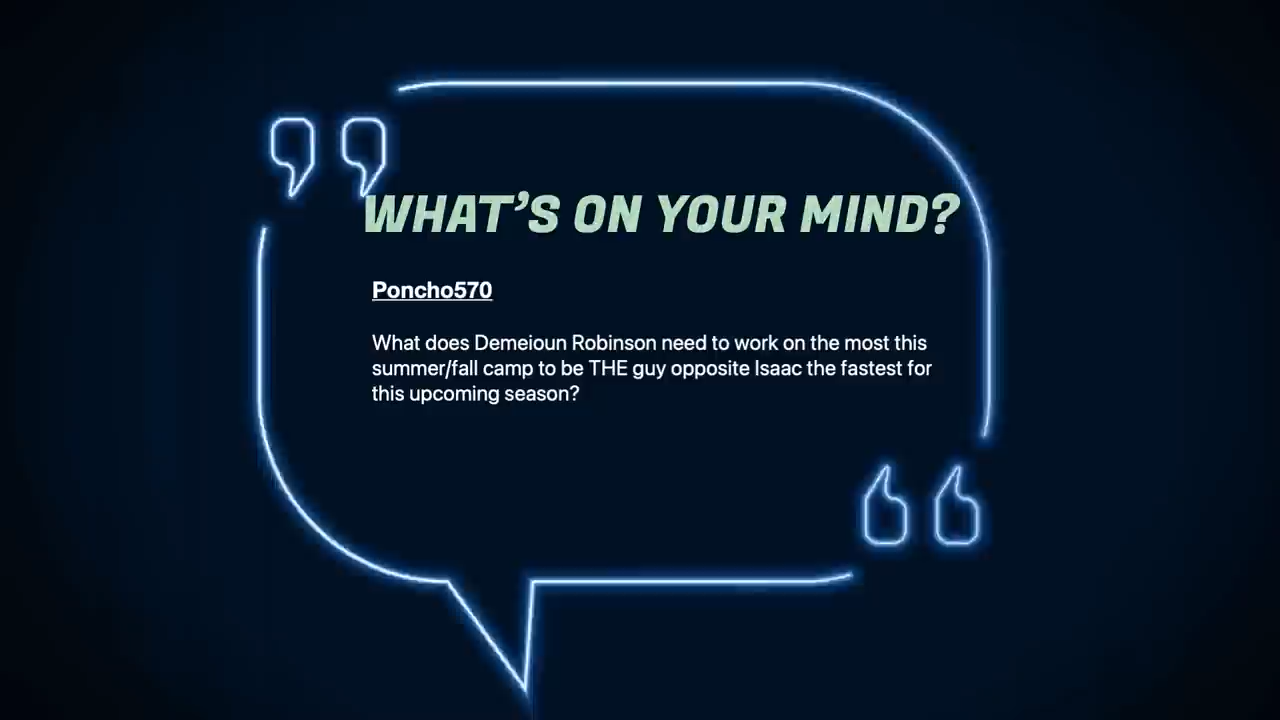 WHAT'S ON YOUR MIND?
Poncho570
What does Demeioun Robinson need to work on the most this
summer/fall camp to be THE guy opposite Isaac the fastest for
this upcoming season?